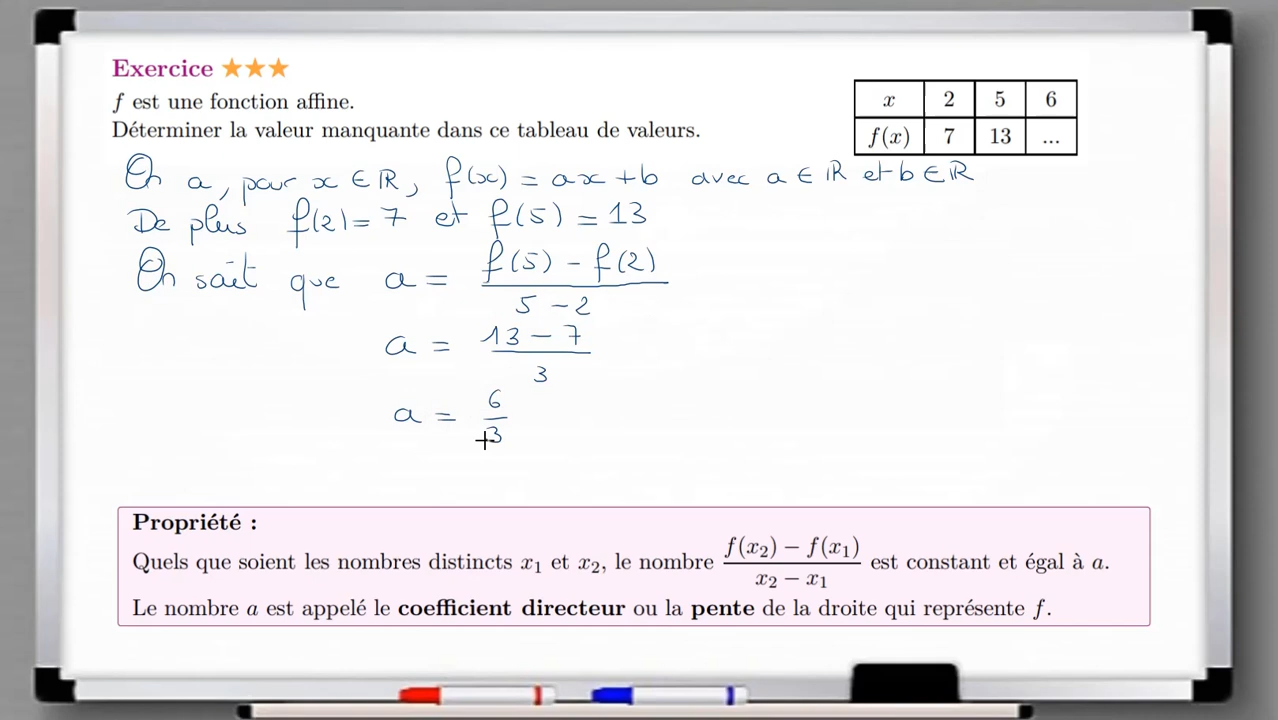 Exercice ★★★
f est une fonction affine.
Déterminer la valeur manquante dans ce tableau de valeurs.
x 2 5 6
f(x) 7 13 ...
On a, pour x ∈ ℝ, f(x) = ax + b avec a ∈ ℝ et b ∈ ℝ
De plus f(2) = 7 et f(5) = 13
On sait que a = \frac{f(5) - f(2)}{5 - 2}
a = \frac{13 - 7}{3}
a = \frac{6}{3}
Propriété :
Quels que soient les nombres distincts x₁ et x₂, le nombre \frac{f(x₂) − f(x₁)}{x₂ − x₁} est constant et égal à a.
Le nombre a est appelé le coefficient directeur ou la pente de la droite qui représente f.